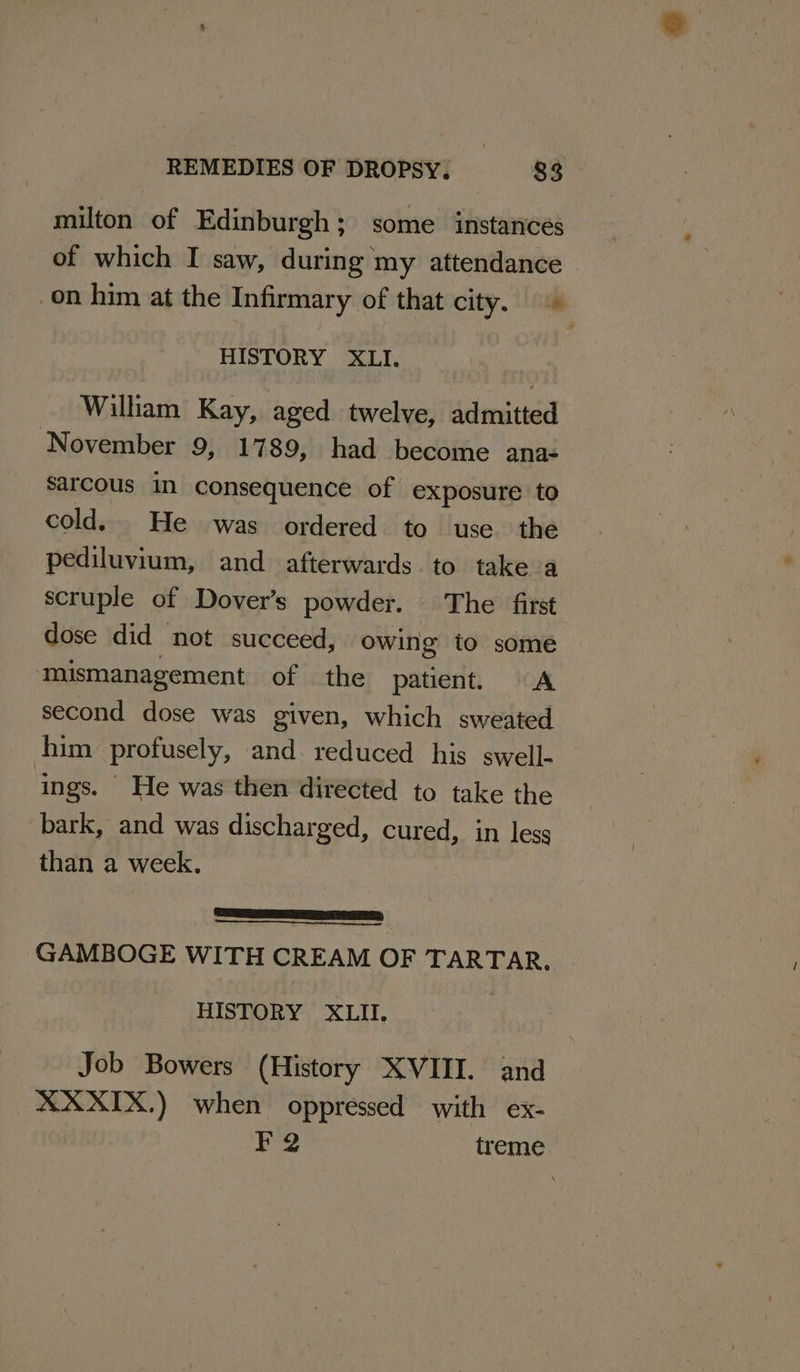 REMEDIES OF DROPSY. 83
milton of Edinburgh; some instances
of which I saw, during my attendance
on him at the Infirmary of that city.
HISTORY XLI.
William Kay, aged twelve, admitted
November 9, 1789, had become ana-
sarcous in consequence of exposure to
cold. He was ordered to use the
pediluvium, and afterwards to take a
scruple of Dover's powder. The first
dose did not succeed, owing to some
mismanagement of the patient. A
second dose was given, which sweated
him profusely, and reduced his swell-
ings. He was then directed to take the
bark, and was discharged, cured, in less
than a week.
GAMBOGE WITH CREAM OF TARTAR.
HISTORY XLII.
Job Bowers (History XVIII. and
XXXIX.) when oppressed with ex-
F 2 treme